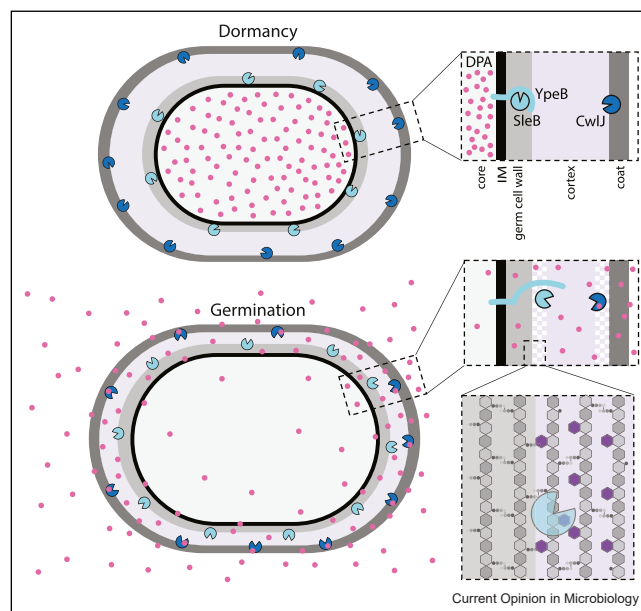 Dormancy
DPA
YpeB
SleB
CwlJ
core
IM
germ cell wall
cortex
coat
Germination
Current Opinion in Microbiology